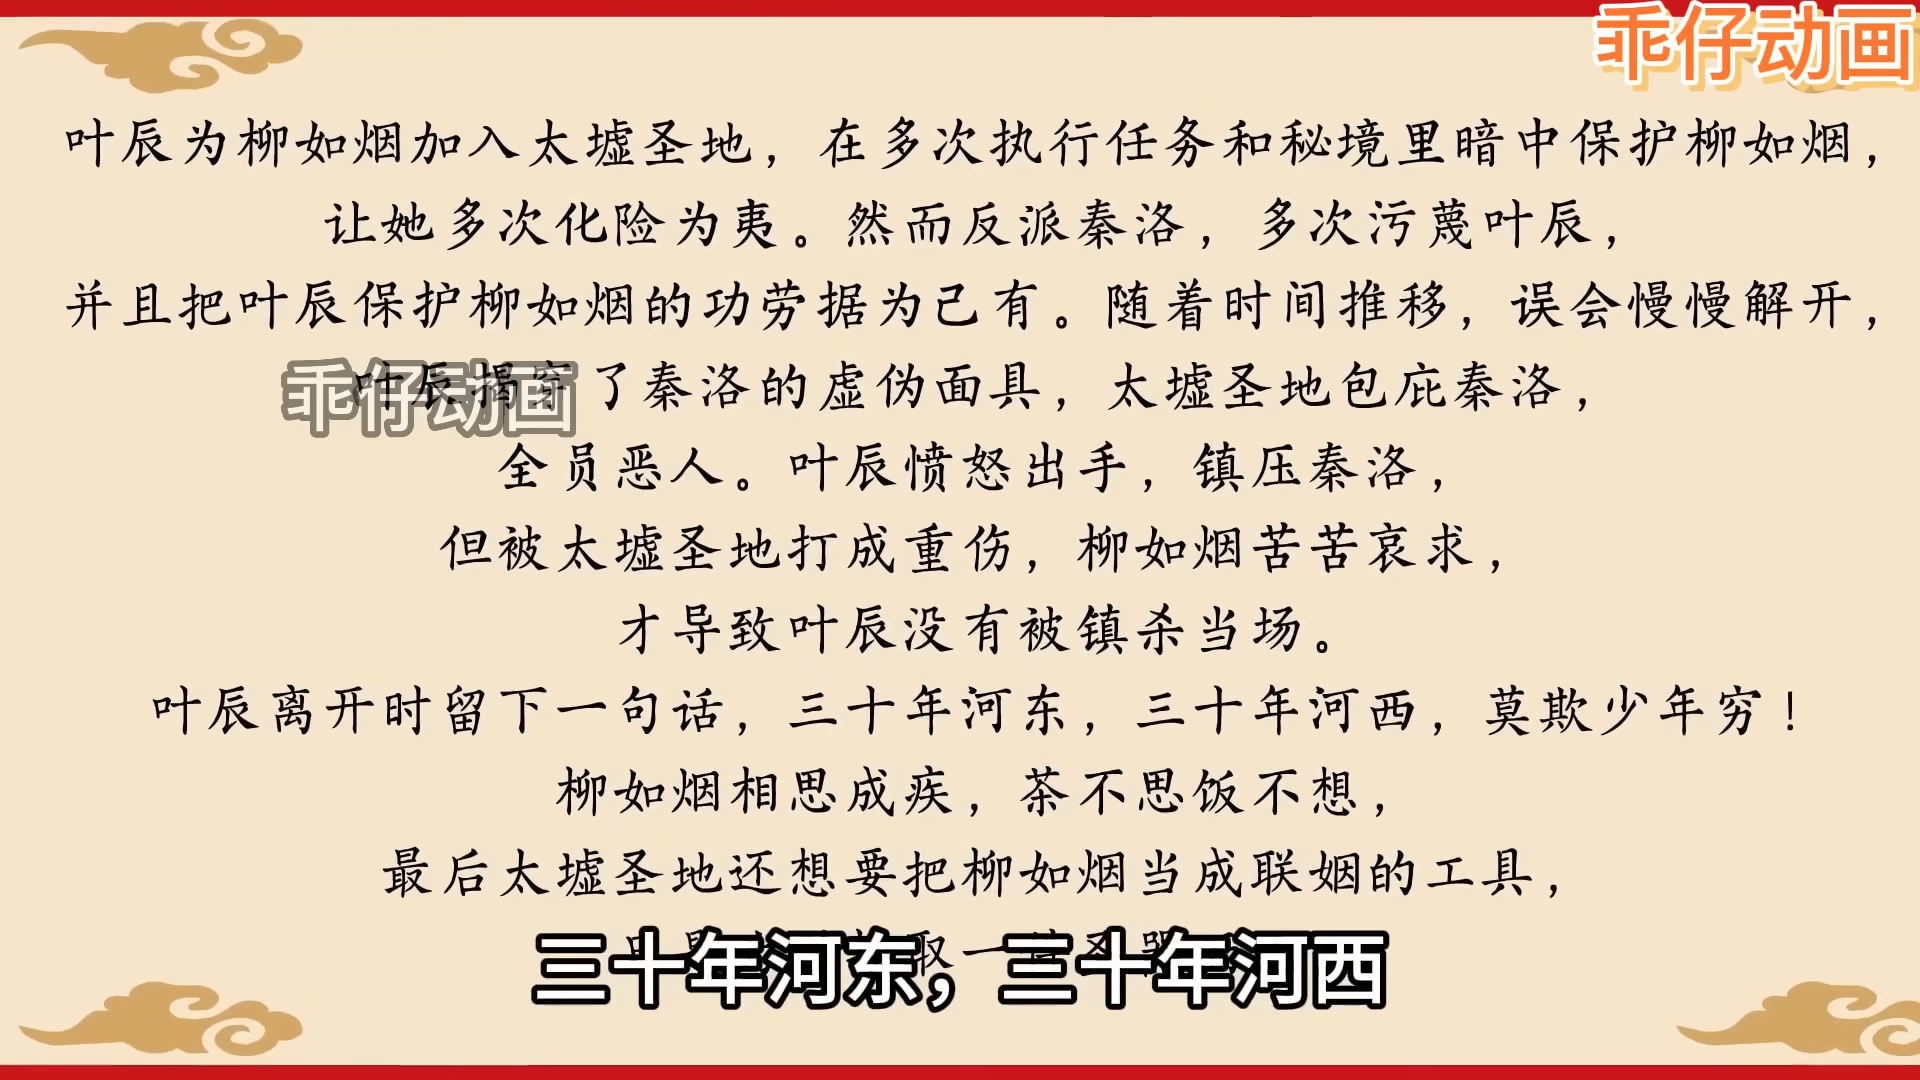 乖仔动画
叶辰为柳如烟加入太墟圣地，在多次执行任务和秘境里暗中保护柳如烟，
让她多次化险为夷。然而反派秦洛，多次污蔑叶辰，
并且把叶辰保护柳如烟的功劳据为己有。随着时间推移，误会慢慢解开，
叶辰揭穿了秦洛的虚伪面具，太墟圣地包庇秦洛，
乖仔动画
全员恶人。叶辰愤怒出手，镇压秦洛，
但被太墟圣地打成重伤，柳如烟苦苦哀求，
才导致叶辰没有被镇杀当场。
叶辰离开时留下一句话，三十年河东，三十年河西，莫欺少年穷！
柳如烟相思成疾，茶不思饭不想，
最后太墟圣地还想要把柳如烟当成联姻的工具，
三十年河东，三十年河西